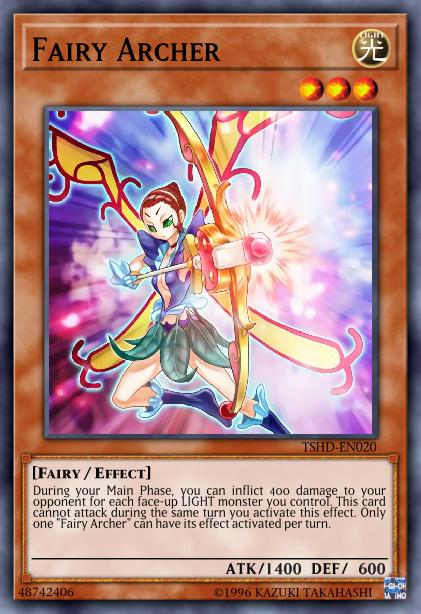 Fairy Archer
LIGHT
光
TSHD-EN020
[Fairy / Effect]
During your Main Phase, you can inflict 400 damage to your
opponent for each face-up LIGHT monster you control. This card
cannot attack during the same turn you activate this effect. Only
one "Fairy Archer" can have its effect activated per turn.
ATK/1400 DEF/ 600
48742406
©1996 KAZUKI TAKAHASHI